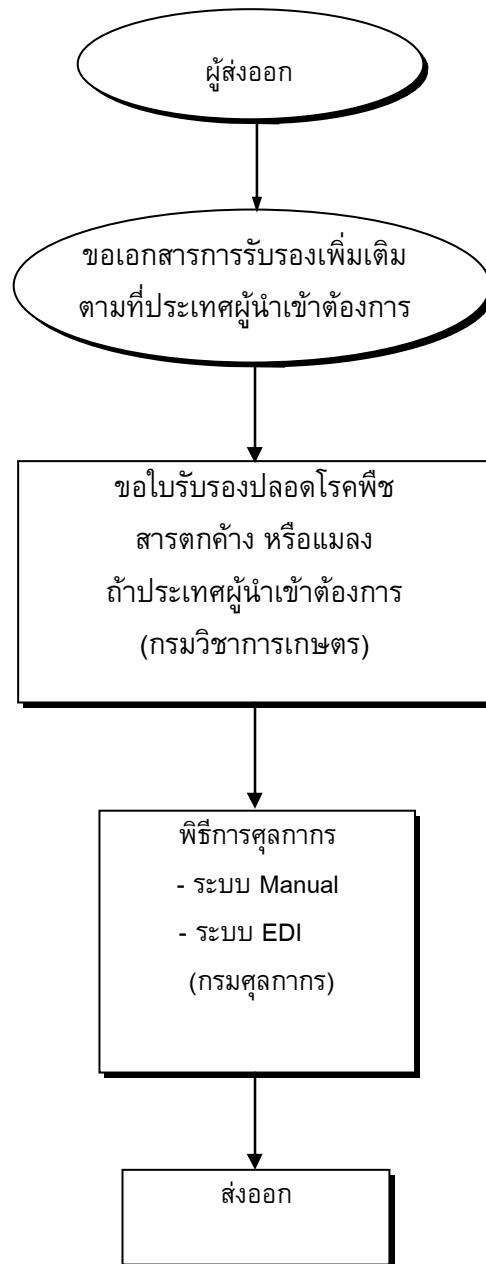 ผู้ส่งออก
ขอเอกสารการรับรองเพิ่มเติม
ตามที่ประเทศผู้นำเข้าต้องการ
ขอใบรับรองปลอดโรคพืช
สารตกค้าง หรือแมลง
ถ้าประเทศผู้นำเข้าต้องการ
(กรมวิชาการเกษตร)
พิธีการศุลกากร
- ระบบ Manual
- ระบบ EDI
(กรมศุลกากร)
ส่งออก